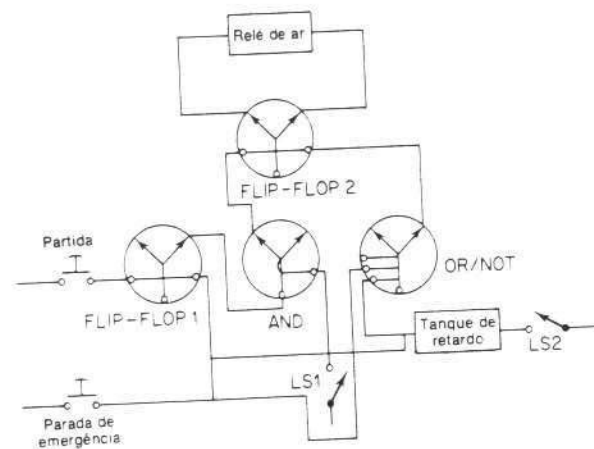 Relé de ar
FLIP-FLOP 2
Partida
FLIP-FLOP 1
AND
OR/NOT
Tanque de
retardo
LS2
LS1
Parada de
emergência